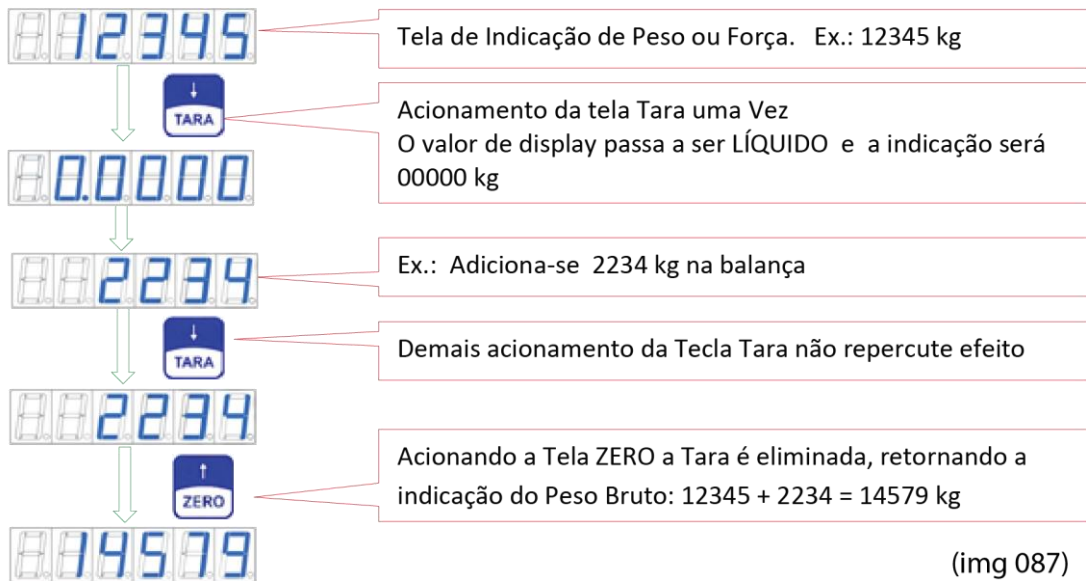 12345
Tela de Indicação de Peso ou Força. Ex.: 12345 kg
TARA
Acionamento da tela Tara uma Vez
O valor de display passa a ser LÍQUIDO e a indicação será
00000 kg
0.0000
2234
Ex.: Adiciona-se 2234 kg na balança
TARA
Demais acionamento da Tecla Tara não repercute efeito
2234
ZERO
Acionando a Tela ZERO a Tara é eliminada, retornando a
indicação do Peso Bruto: 12345 + 2234 = 14579 kg
14579
(img 087)